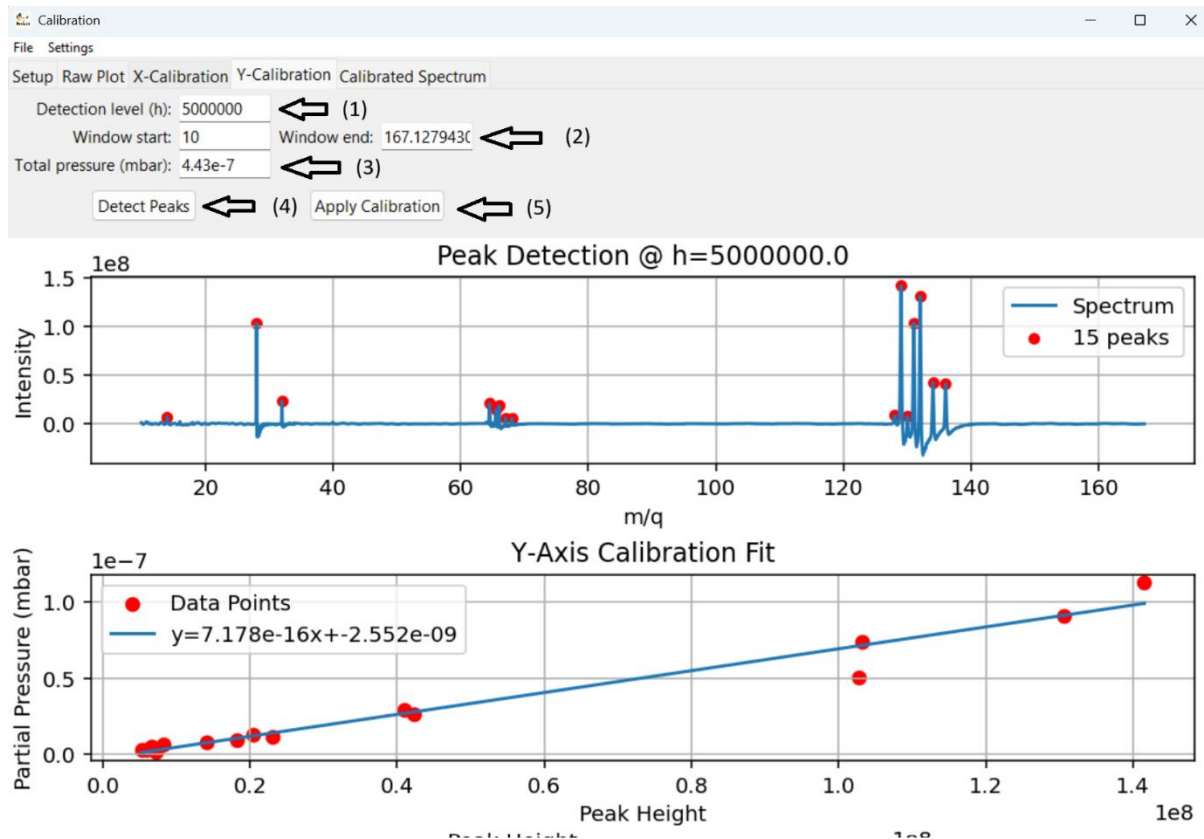 Calibration
File Settings
Setup Raw Plot X-Calibration Y-Calibration Calibrated Spectrum
Detection level (h): 5000000 (1)
Window start: 10 Window end: 167.1279430 (2)
Total pressure (mbar): 4.43e-7 (3)
Detect Peaks (4) Apply Calibration (5)
Peak Detection @ h=5000000.0
1e8
1.5
1.0
0.5
0.0
Intensity
Spectrum
15 peaks
20 40 60 80 100 120 140 160
m/q
Y-Axis Calibration Fit
1e−7
1.0
0.5
0.0
Partial Pressure (mbar)
Data Points
y=7.178e-16x+-2.552e-09
0.0 0.2 0.4 0.6 0.8 1.0 1.2 1.4
Peak Height
1e8
Peak Height 1e8